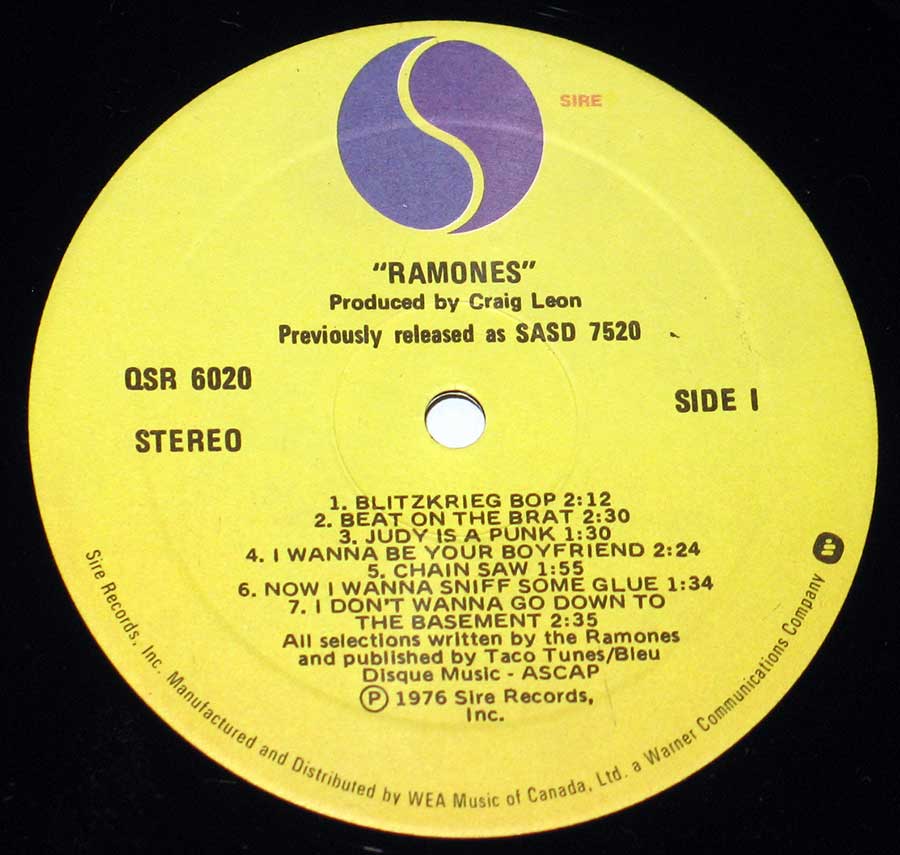 SIRE
"RAMONES"
Produced by Craig Leon
Previously released as SASD 7520
QSR 6020
SIDE I
STEREO
1. BLITZKRIEG BOP 2:12
2. BEAT ON THE BRAT 2:30
3. JUDY IS A PUNK 1:30
4. I WANNA BE YOUR BOYFRIEND 2:24
5. CHAIN SAW 1:55
6. NOW I WANNA SNIFF SOME GLUE 1:34
7. I DON'T WANNA GO DOWN TO
THE BASEMENT 2:35
All selections written by the Ramones
and published by Taco Tunes/Bleu
Disque Music - ASCAP
Ⓟ 1976 Sire Records,
Inc.
Sire Records, Inc. Manufactured and Distributed by WEA Music of Canada, Ltd. a Warner Communications Company